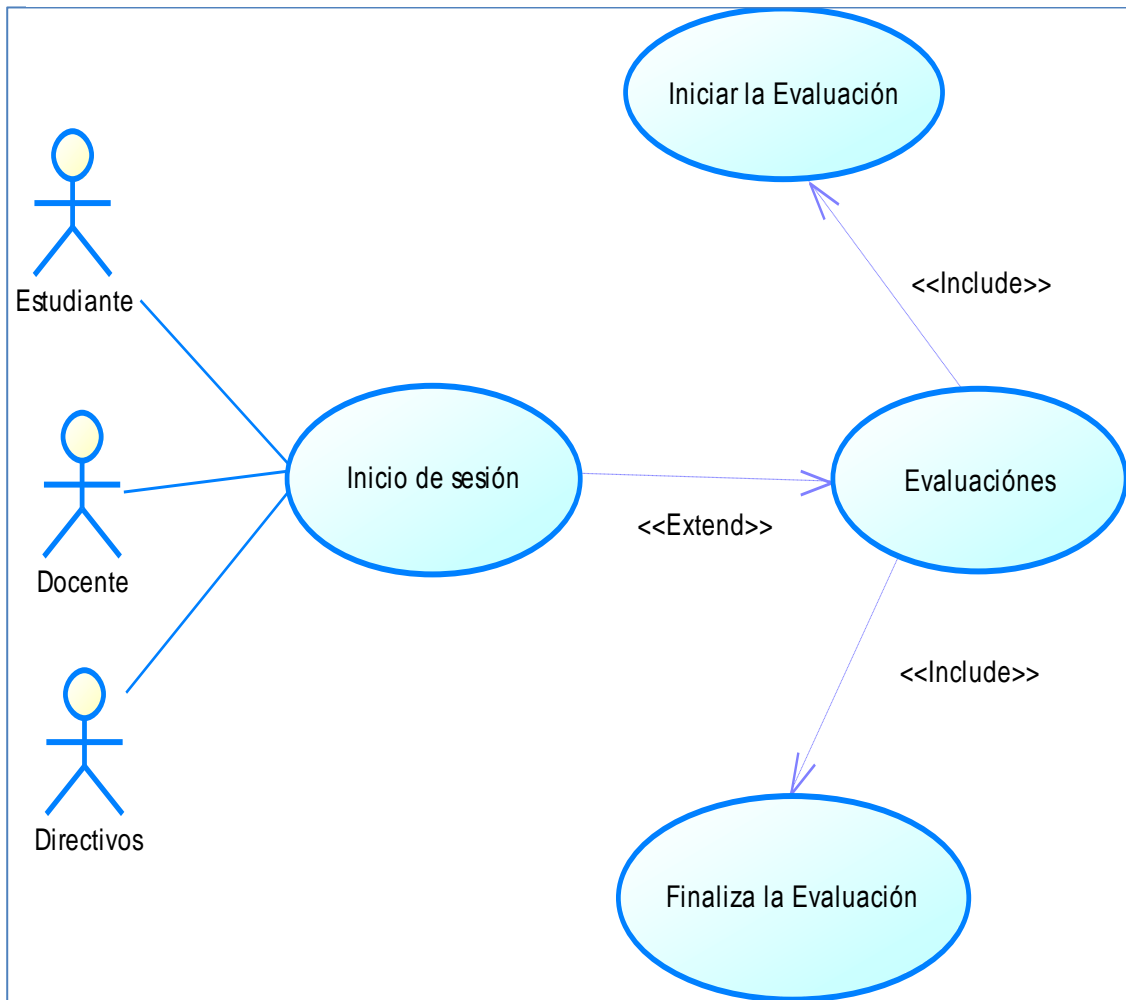 Iniciar la Evaluación
Estudiante
<<Include>>
Inicio de sesión
Evaluaciónes
<<Extend>>
Docente
<<Include>>
Directivos
Finaliza la Evaluación